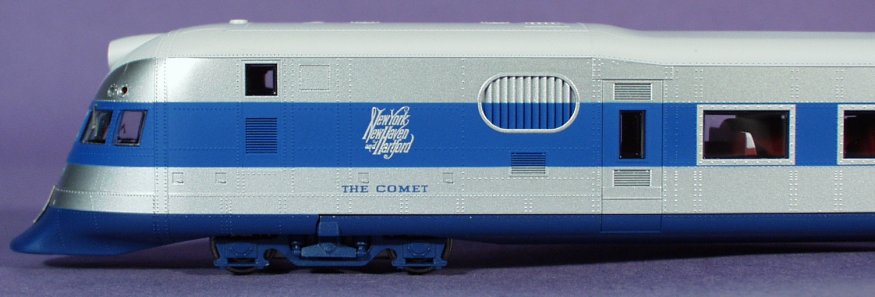 New York
New Haven
and Hartford
THE COMET